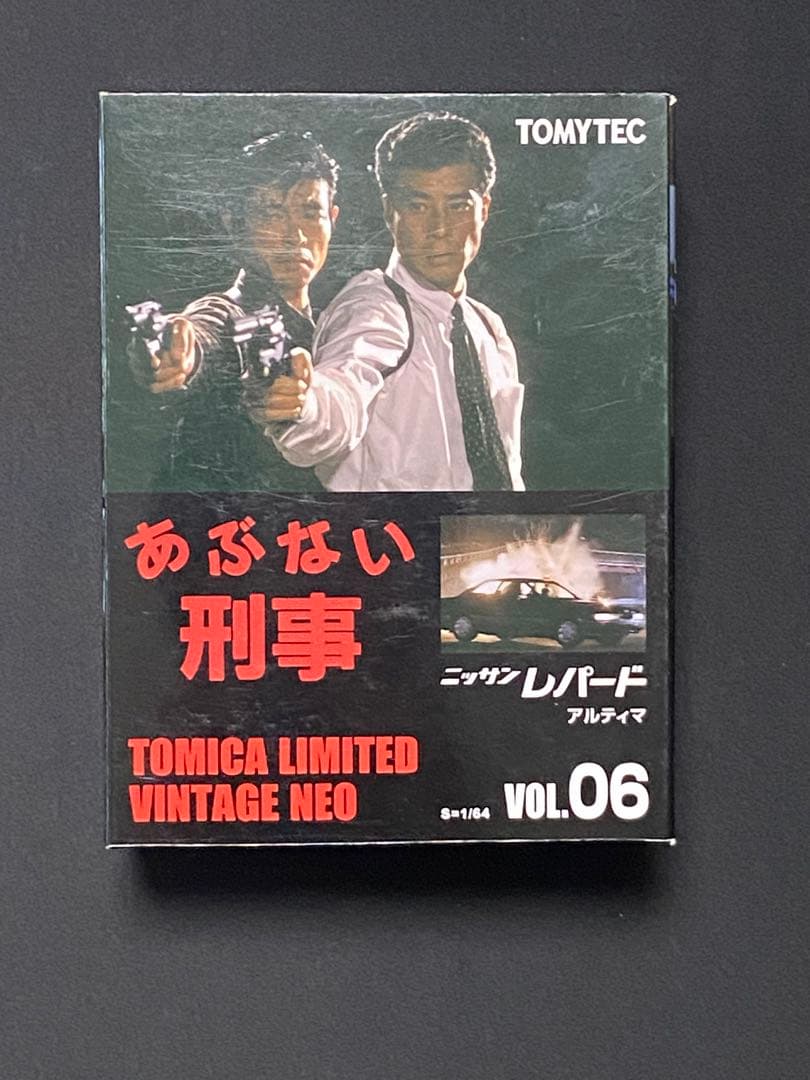 TOMYTEC
あぶない
刑事
ニッサン レパード
アルティマ
TOMICA LIMITED
VINTAGE NEO
S=1/64 VOL.06